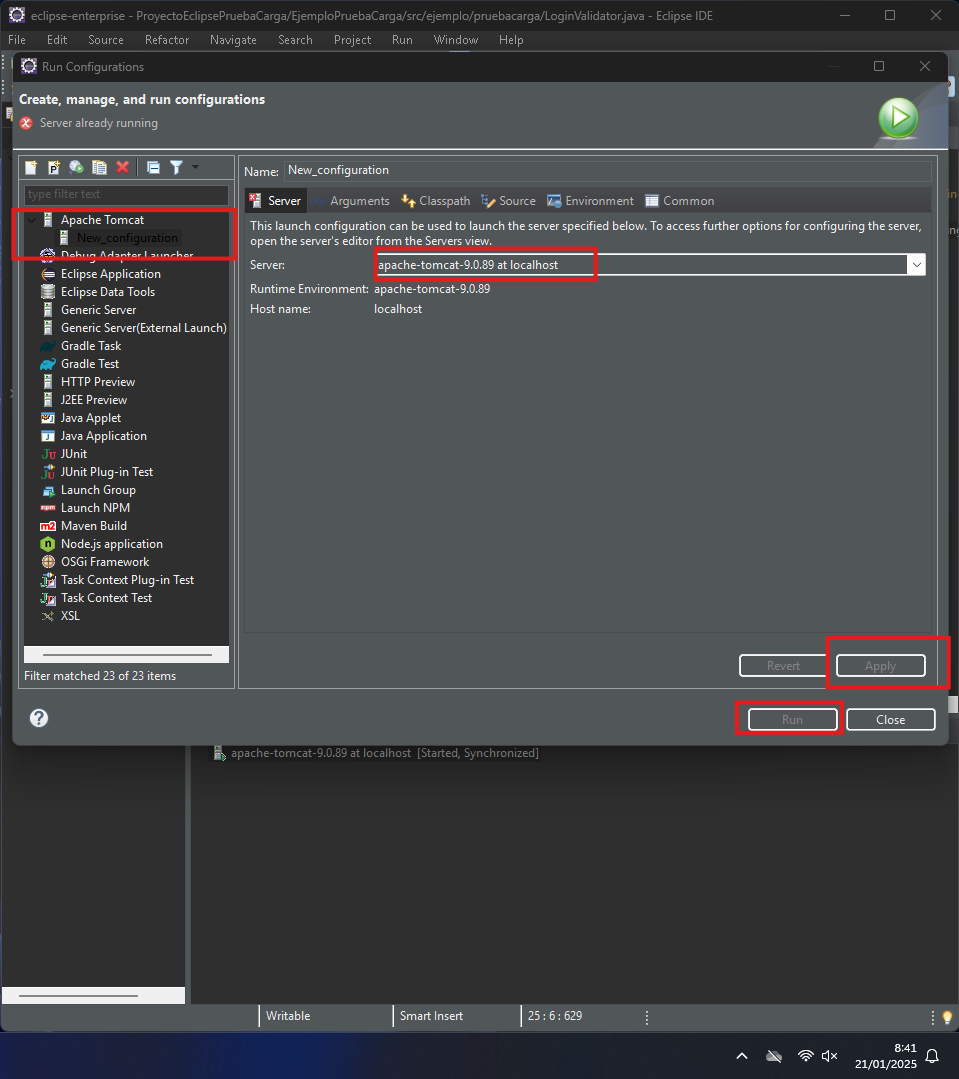 eclipse-enterprise - ProyectoEclipsePruebaCarga/EjemploPruebaCarga/src/ejemplo/pruebacarga/LoginValidator.java - Eclipse IDE
File Edit Source Refactor Navigate Search Project Run Window Help
Run Configurations
Create, manage, and run configurations
Server already running
type filter text
Apache Tomcat
New_configuration
Debug Adapter Launcher
Eclipse Application
Eclipse Data Tools
Generic Server
Generic Server(External Launch)
Gradle Task
Gradle Test
HTTP Preview
J2EE Preview
Java Applet
Java Application
JUnit
JUnit Plug-in Test
Launch Group
Launch NPM
Maven Build
Node.js application
OSGi Framework
Task Context Plug-in Test
Task Context Test
XSL
Filter matched 23 of 23 items
Name: New_configuration
Server Arguments Classpath Source Environment Common
This launch configuration can be used to launch the server specified below. To access further options for configuring the server,
open the server's editor from the Servers view.
Server: apache-tomcat-9.0.89 at localhost
Runtime Environment: apache-tomcat-9.0.89
Host name: localhost
Revert Apply
Run Close
apache-tomcat-9.0.89 at localhost [Started, Synchronized]
Writable Smart Insert 25 : 6 : 629
8:41
21/01/2025